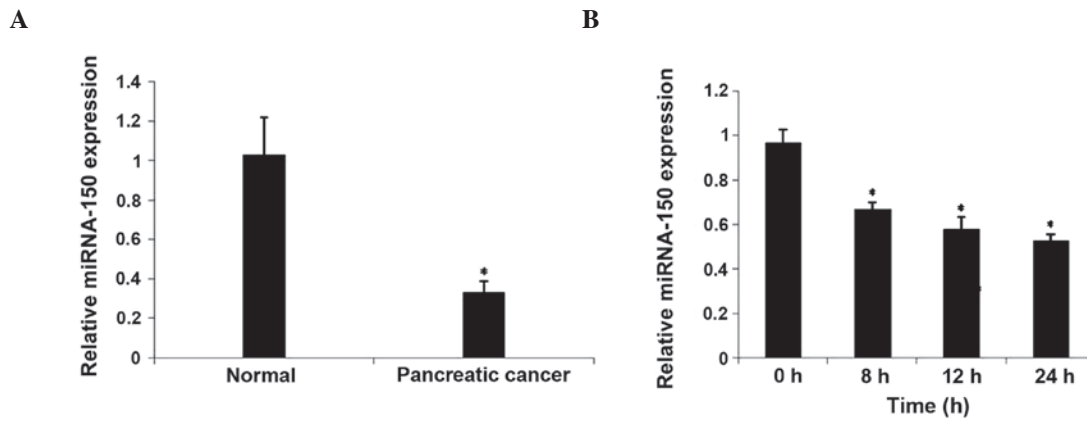 A
Relative miRNA-150 expression
1.4
1.2
1
0.8
0.6
0.4
0.2
0
*
Normal
Pancreatic cancer
B
Relative miRNA-150 expression
1.2
1
0.8
0.6
0.4
0.2
0
*
*
*
0 h
8 h
12 h
24 h
Time (h)